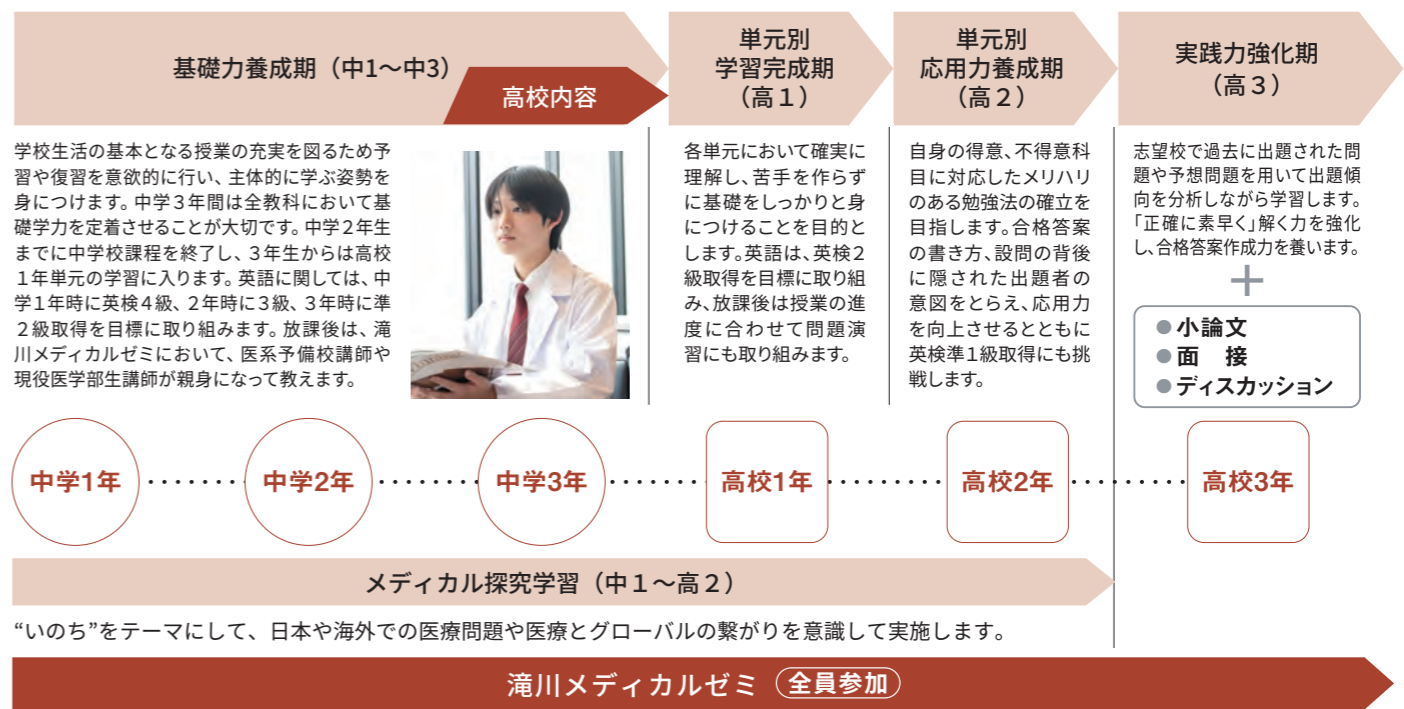 基礎力養成期（中1〜中3）
高校内容
単元別
学習完成期
（高１）
単元別
応用力養成期
（高２）
実践力強化期
（高３）
学校生活の基本となる授業の充実を図るため予
習や復習を意欲的に行い、主体的に学ぶ姿勢を
身につけます。中学３年間は全教科において基
礎学力を定着させることが大切です。中学２年生
までに中学校課程を終了し、３年生からは高校
１年単元の学習に入ります。英語に関しては、中
学１年時に英検４級、２年時に３級、３年時に準
２級取得を目標に取り組みます。放課後は、滝
川メディカルゼミにおいて、医系予備校講師や
現役医学部生講師が親身になって教えます。
各単元において確実に
理解し、苦手を作らず
に基礎をしっかりと身
につけることを目的と
します。英語は、英検２
級取得を目標に取り組
み、放課後は授業の進
度に合わせて問題演
習にも取り組みます。
自身の得意、不得意科
目に対応したメリハリ
のある勉強法の確立を
目指します。合格答案
の書き方、設問の背後
に隠された出題者の
意図をとらえ、応用力
を向上させるとともに
英検準１級取得にも挑
戦します。
志望校で過去に出題された問
題や予想問題を用いて出題傾
向を分析しながら学習します。
「正確に素早く」解く力を強化
し、合格答案作成力を養います。
＋
●小論文
●面　接
●ディスカッション
中学1年
中学2年
中学3年
高校1年
高校2年
高校3年
メディカル探究学習（中１〜高２）
“いのち”をテーマにして、日本や海外での医療問題や医療とグローバルの繋がりを意識して実施します。
滝川メディカルゼミ 全員参加